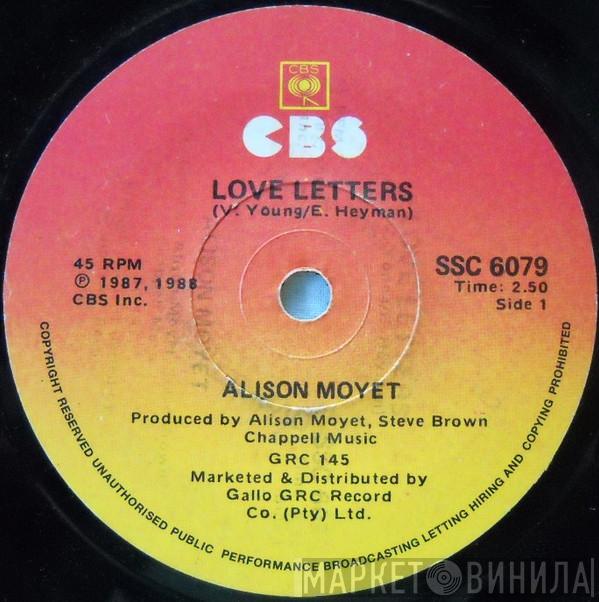 CBS
CBS
LOVE LETTERS
(V. Young/E. Heyman)
45 RPM
℗ 1987, 1988
CBS Inc.
SSC 6079
Time: 2.50
Side 1
ALISON MOYET
Produced by Alison Moyet, Steve Brown
Chappell Music
GRC 145
Marketed & Distributed by
Gallo GRC Record
Co. (Pty) Ltd.
COPYRIGHT RESERVED UNAUTHORISED PUBLIC PERFORMANCE BROADCASTING LETTING HIRING AND COPYING PROHIBITED
МАРКЕТ ВИНИЛА